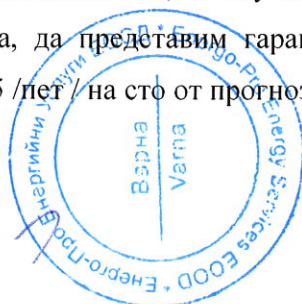 а, да представим гаран
5 /пет / на сто от прогноз
Енерго-Про Енергийни услуги ЕООД * Energo-Pro Energy Services EOOD *
Варна
Varna